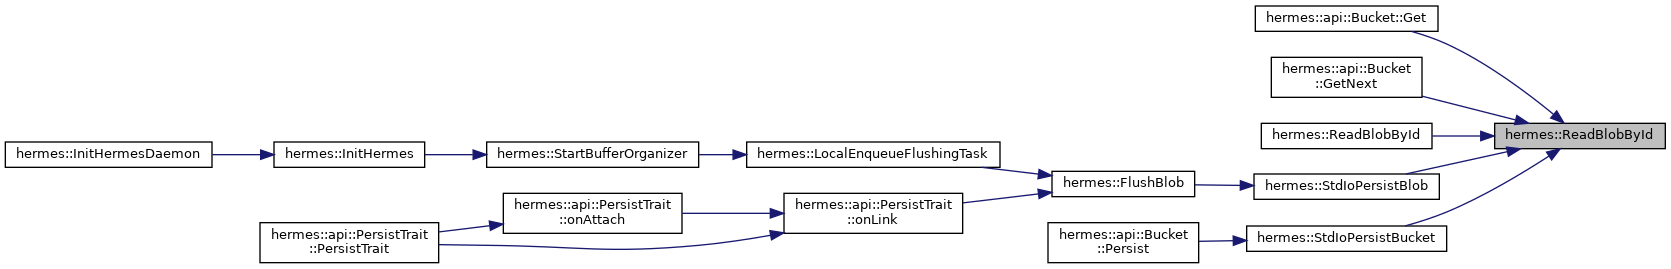 hermes::api::Bucket::Get
hermes::api::Bucket
::GetNext
hermes::ReadBlobById
hermes::ReadBlobById
hermes::InitHermesDaemon
hermes::InitHermes
hermes::StartBufferOrganizer
hermes::LocalEnqueueFlushingTask
hermes::FlushBlob
hermes::StdIoPersistBlob
hermes::api::PersistTrait
::onAttach
hermes::api::PersistTrait
::onLink
hermes::api::PersistTrait
::PersistTrait
hermes::api::Bucket
::Persist
hermes::StdIoPersistBucket